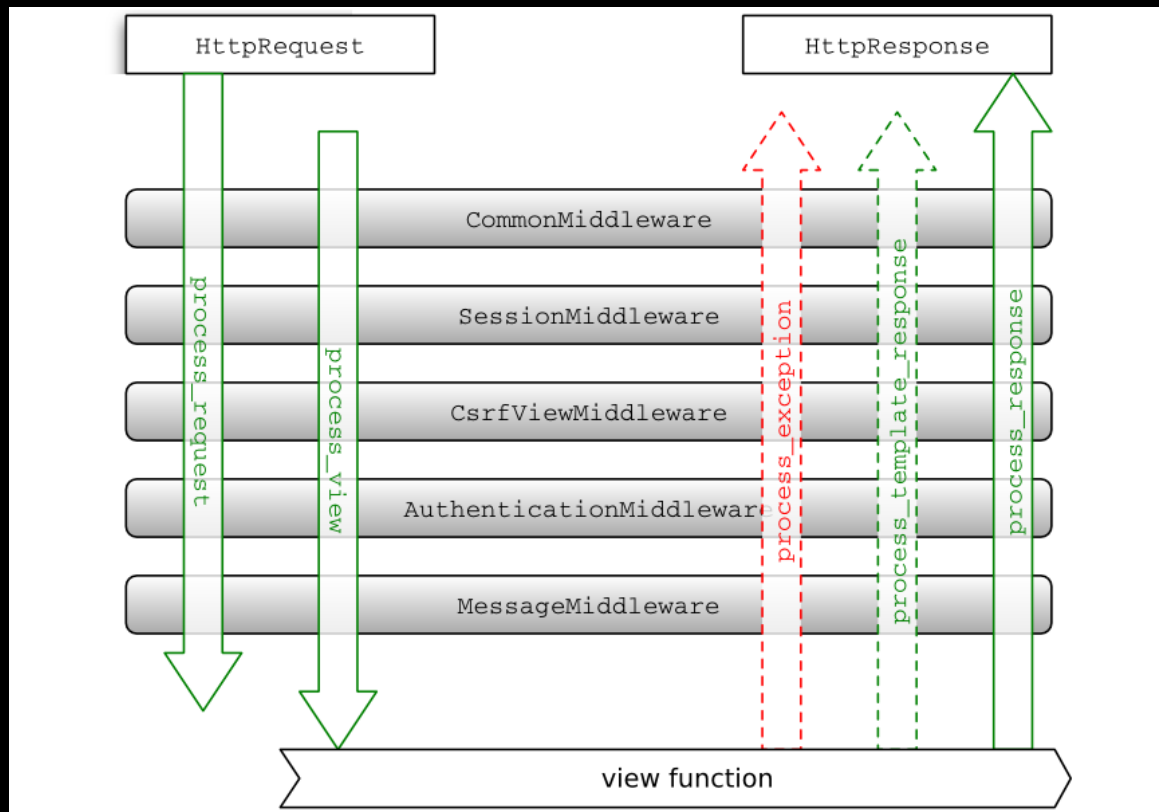 HttpRequest
HttpResponse
CommonMiddleware
SessionMiddleware
CsrfViewMiddleware
AuthenticationMiddleware
MessageMiddleware
process_request
process_view
process_exception
process_template_response
process_response
view function